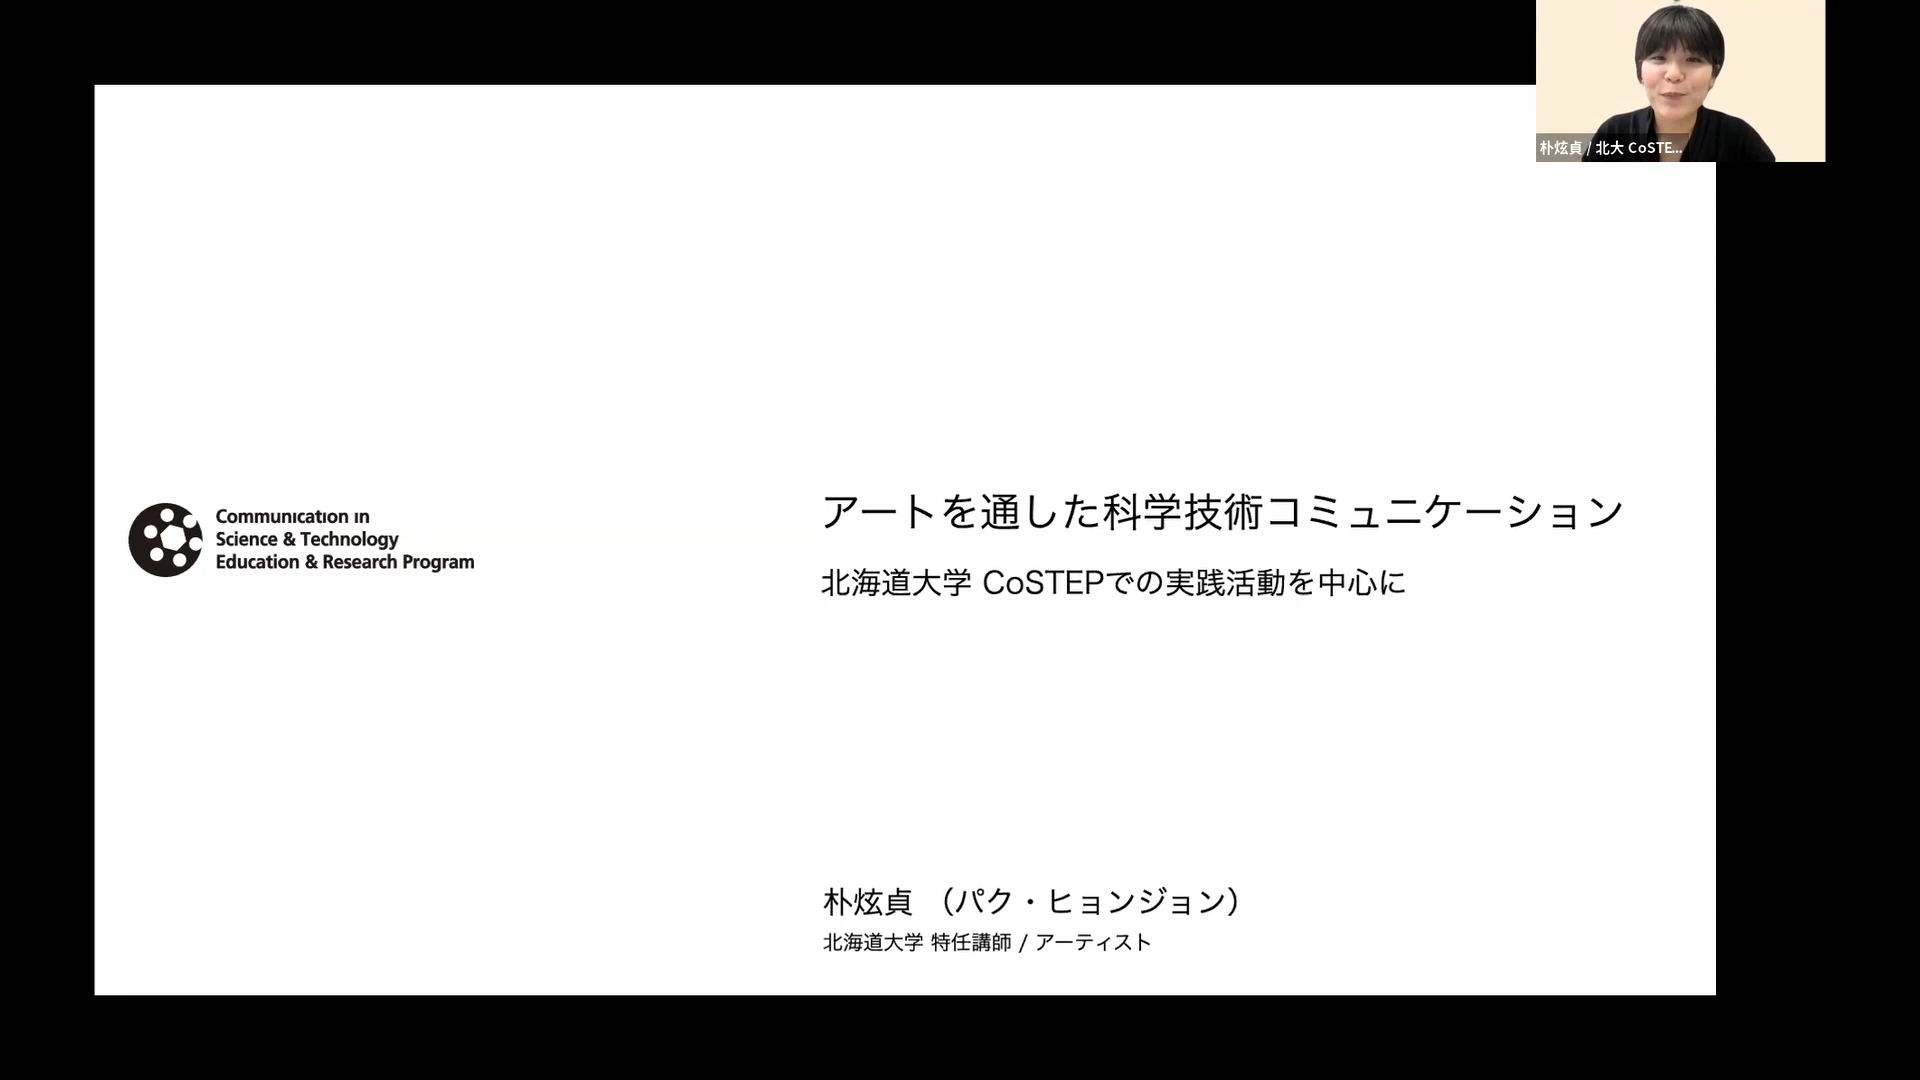 朴炫貞 / 北大 CoSTE...
Communication in
Science & Technology
Education & Research Program
アートを通した科学技術コミュニケーション
北海道大学 CoSTEPでの実践活動を中心に
朴炫貞 （パク・ヒョンジョン）
北海道大学 特任講師 / アーティスト